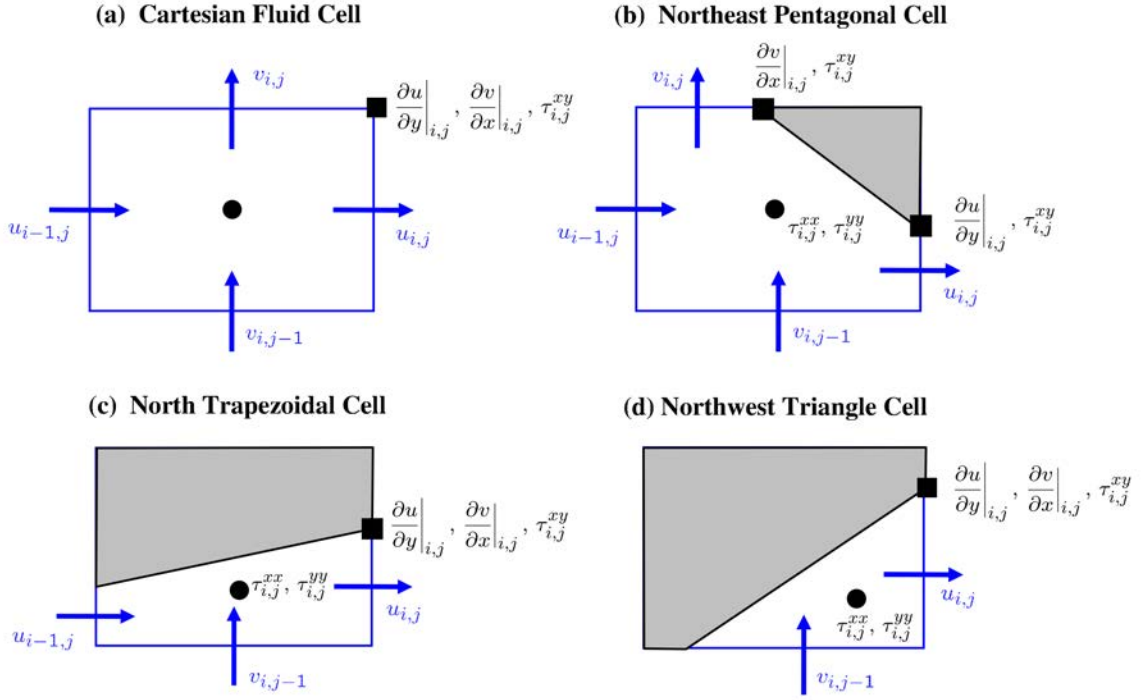 (a) Cartesian Fluid Cell
v_{i,j}
∂u/∂y|_{i,j}, ∂v/∂x|_{i,j}, τ^{xy}_{i,j}
u_{i−1,j}
u_{i,j}
v_{i,j−1}
(b) Northeast Pentagonal Cell
∂v/∂x|_{i,j}, τ^{xy}_{i,j}
v_{i,j}
u_{i−1,j}
τ^{xx}_{i,j}, τ^{yy}_{i,j}
∂u/∂y|_{i,j}, τ^{xy}_{i,j}
u_{i,j}
v_{i,j−1}
(c) North Trapezoidal Cell
∂u/∂y|_{i,j}, ∂v/∂x|_{i,j}, τ^{xy}_{i,j}
τ^{xx}_{i,j}, τ^{yy}_{i,j}
u_{i,j}
u_{i−1,j}
v_{i,j−1}
(d) Northwest Triangle Cell
∂u/∂y|_{i,j}, ∂v/∂x|_{i,j}, τ^{xy}_{i,j}
u_{i,j}
τ^{xx}_{i,j}, τ^{yy}_{i,j}
v_{i,j−1}